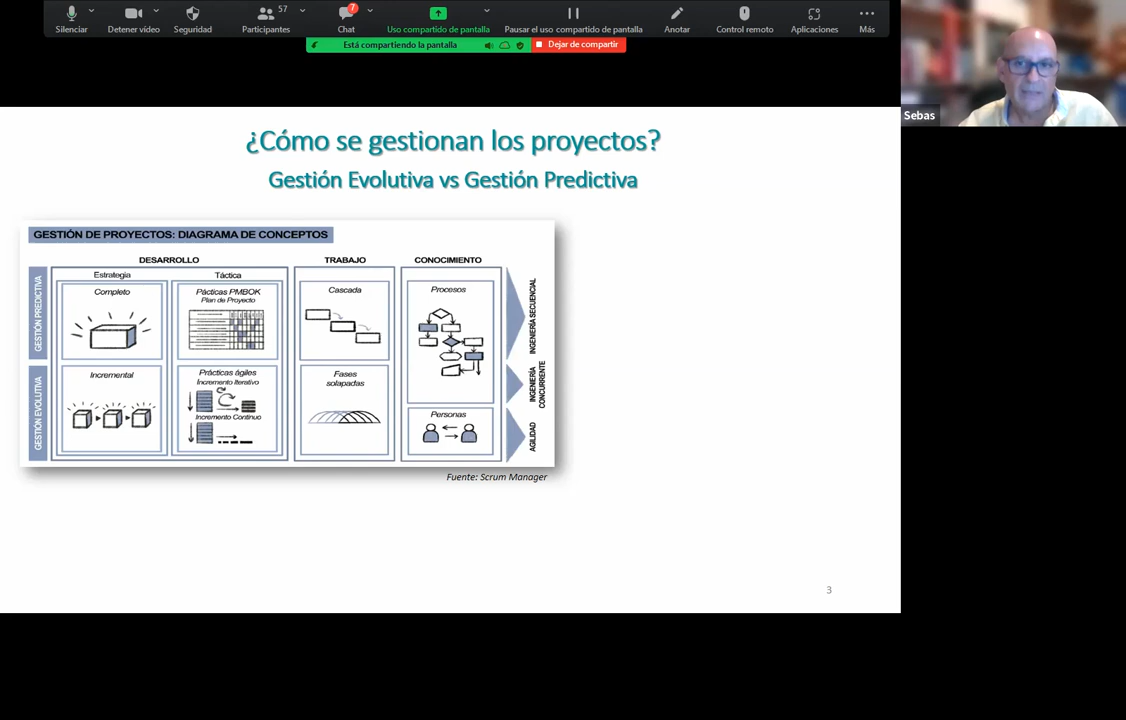 57
7
Silenciar
Detener vídeo
Seguridad
Participantes
Chat
Uso compartido de pantalla
Pausar el uso compartido de pantalla
Anotar
Control remoto
Aplicaciones
Más
Está compartiendo la pantalla
Dejar de compartir
Sebas
¿Cómo se gestionan los proyectos?
Gestión Evolutiva vs Gestión Predictiva
GESTIÓN DE PROYECTOS: DIAGRAMA DE CONCEPTOS
DESARROLLO
TRABAJO
CONOCIMIENTO
Estrategia
Táctica
GESTIÓN PREDICTIVA
Completo
Pácticas PMBOK
Plan de Proyecto
Cascada
Procesos
INGENIERÍA SECUENCIAL
GESTIÓN EVOLUTIVA
Incremental
Prácticas ágiles
Incremento Iterativo
Incremento Continuo
Fases
solapadas
INGENIERÍA
CONCURRENTE
Personas
AGILIDAD
Fuente: Scrum Manager
3